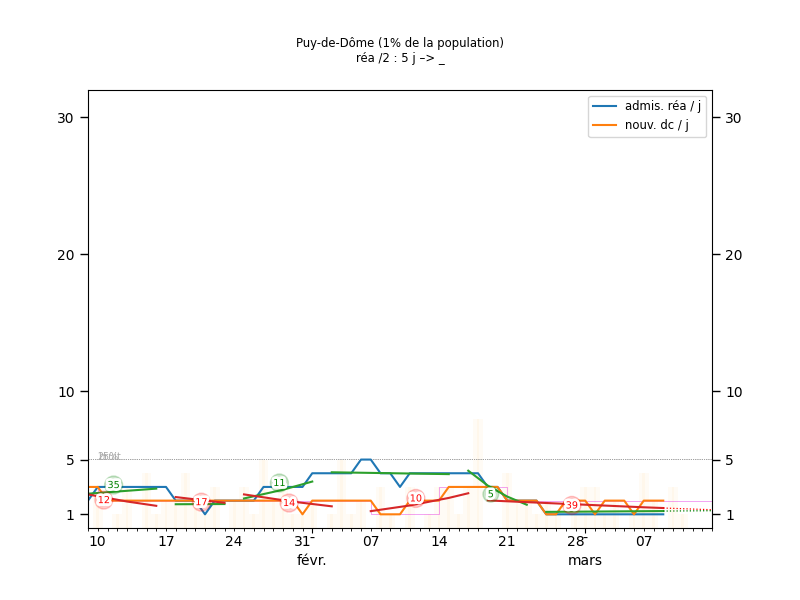 Puy-de-Dôme (1% de la population)
réa /2 : 5 j –> _
admis. réa / j
nouv. dc / j
30 30
20 20
10 10
5 5
1 1
35
12
17
11
14
10
5
39
10 17 24 31 07 14 21 28 07
févr. mars